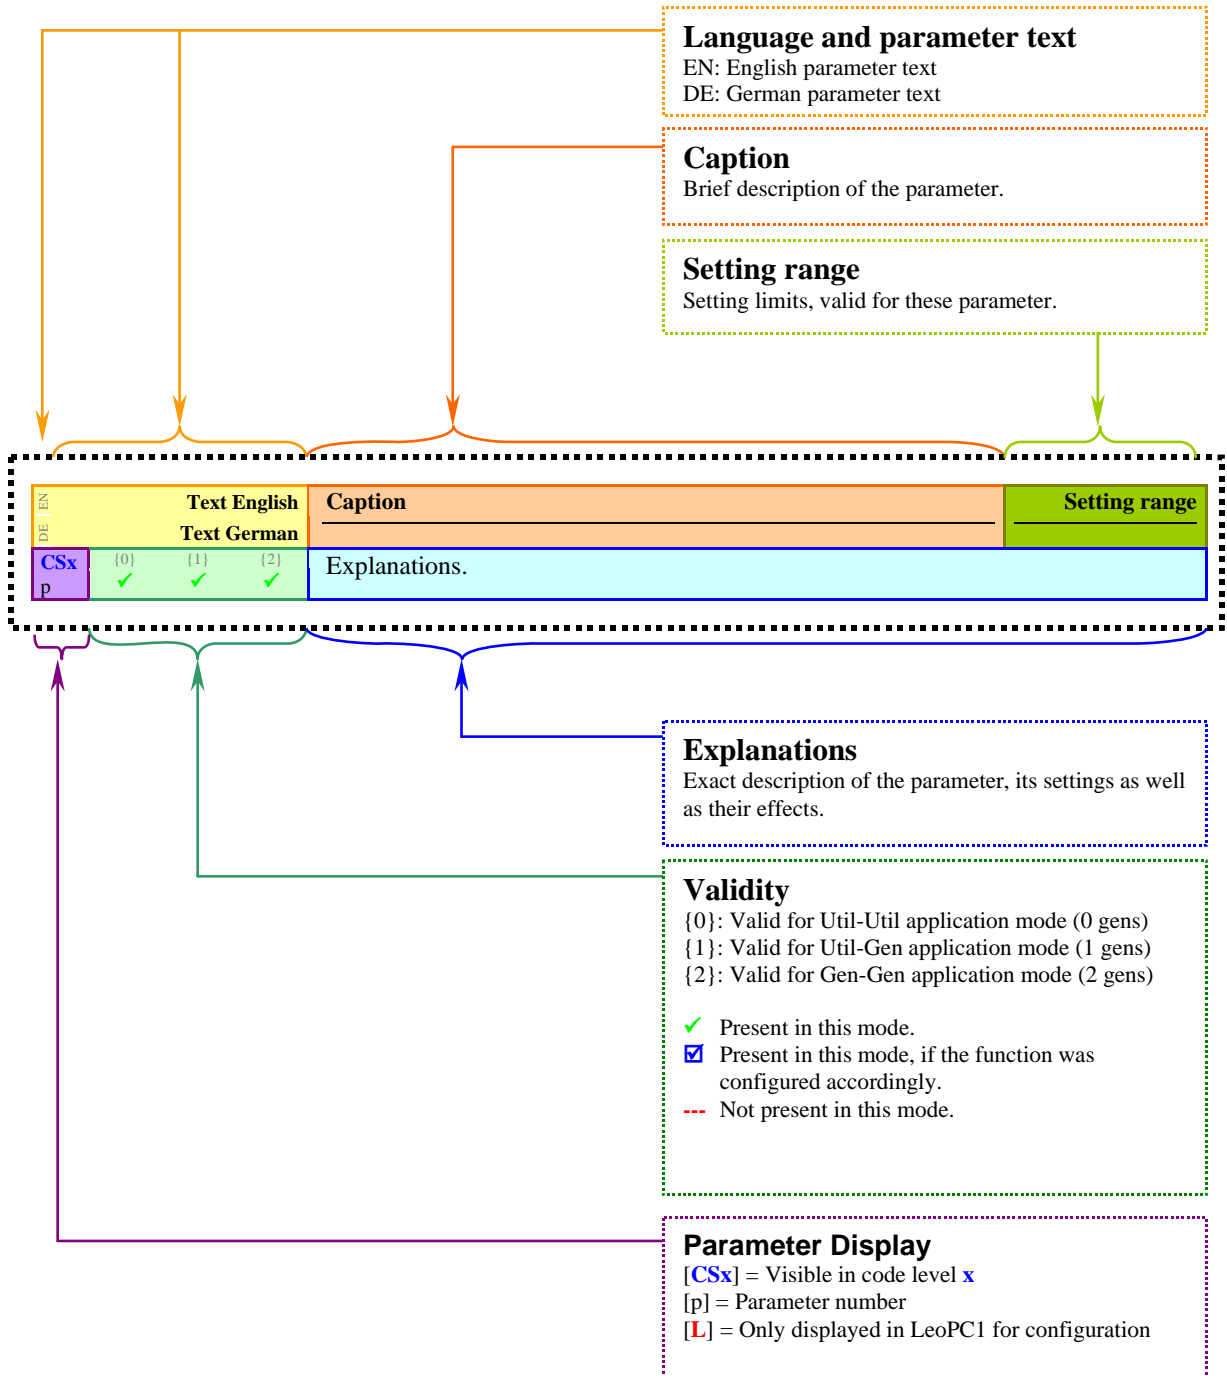 Language and parameter text
EN: English parameter text
DE: German parameter text
Caption
Brief description of the parameter.
Setting range
Setting limits, valid for these parameter.
EN
Text English
Caption
Setting range
DE
Text German
CSx
{0}
{1}
{2}
✓ ✓ ✓
p
Explanations.
Explanations
Exact description of the parameter, its settings as well
as their effects.
Validity
{0}: Valid for Util-Util application mode (0 gens)
{1}: Valid for Util-Gen application mode (1 gens)
{2}: Valid for Gen-Gen application mode (2 gens)
✓ Present in this mode.
☑ Present in this mode, if the function was
configured accordingly.
--- Not present in this mode.
Parameter Display
[CSx] = Visible in code level x
[p] = Parameter number
[L] = Only displayed in LeoPC1 for configuration